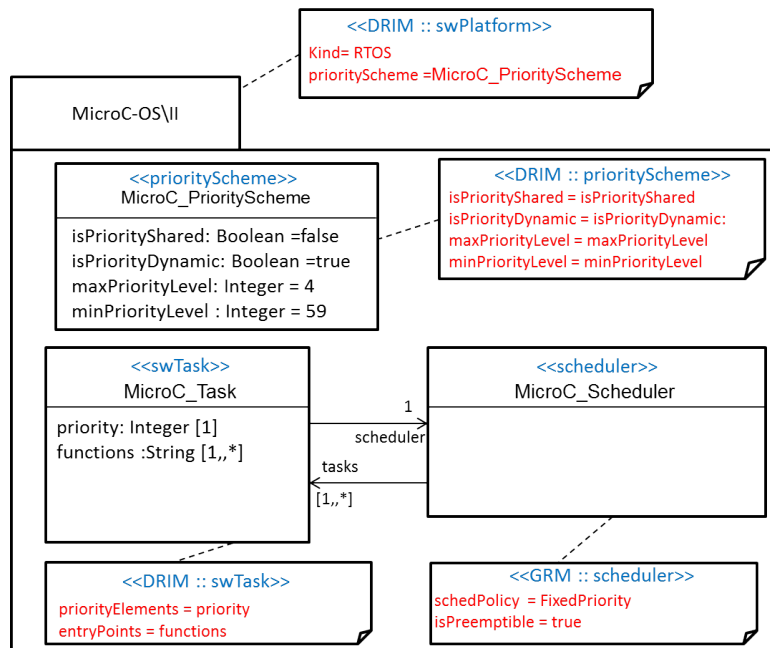 <<DRIM :: swPlatform>>
Kind= RTOS
priorityScheme =MicroC_PriorityScheme
MicroC-OS\II
<<priorityScheme>>
MicroC_PriorityScheme
isPriorityShared: Boolean =false
isPriorityDynamic: Boolean =true
maxPriorityLevel: Integer = 4
minPriorityLevel : Integer = 59
<<DRIM :: priorityScheme>>
isPriorityShared = isPriorityShared
isPriorityDynamic = isPriorityDynamic:
maxPriorityLevel = maxPriorityLevel
minPriorityLevel = minPriorityLevel
<<swTask>>
MicroC_Task
priority: Integer [1]
functions :String [1,,*]
1
scheduler
tasks
[1,,*]
<<scheduler>>
MicroC_Scheduler
<<DRIM :: swTask>>
priorityElements = priority
entryPoints = functions
<<GRM :: scheduler>>
schedPolicy = FixedPriority
isPreemptible = true